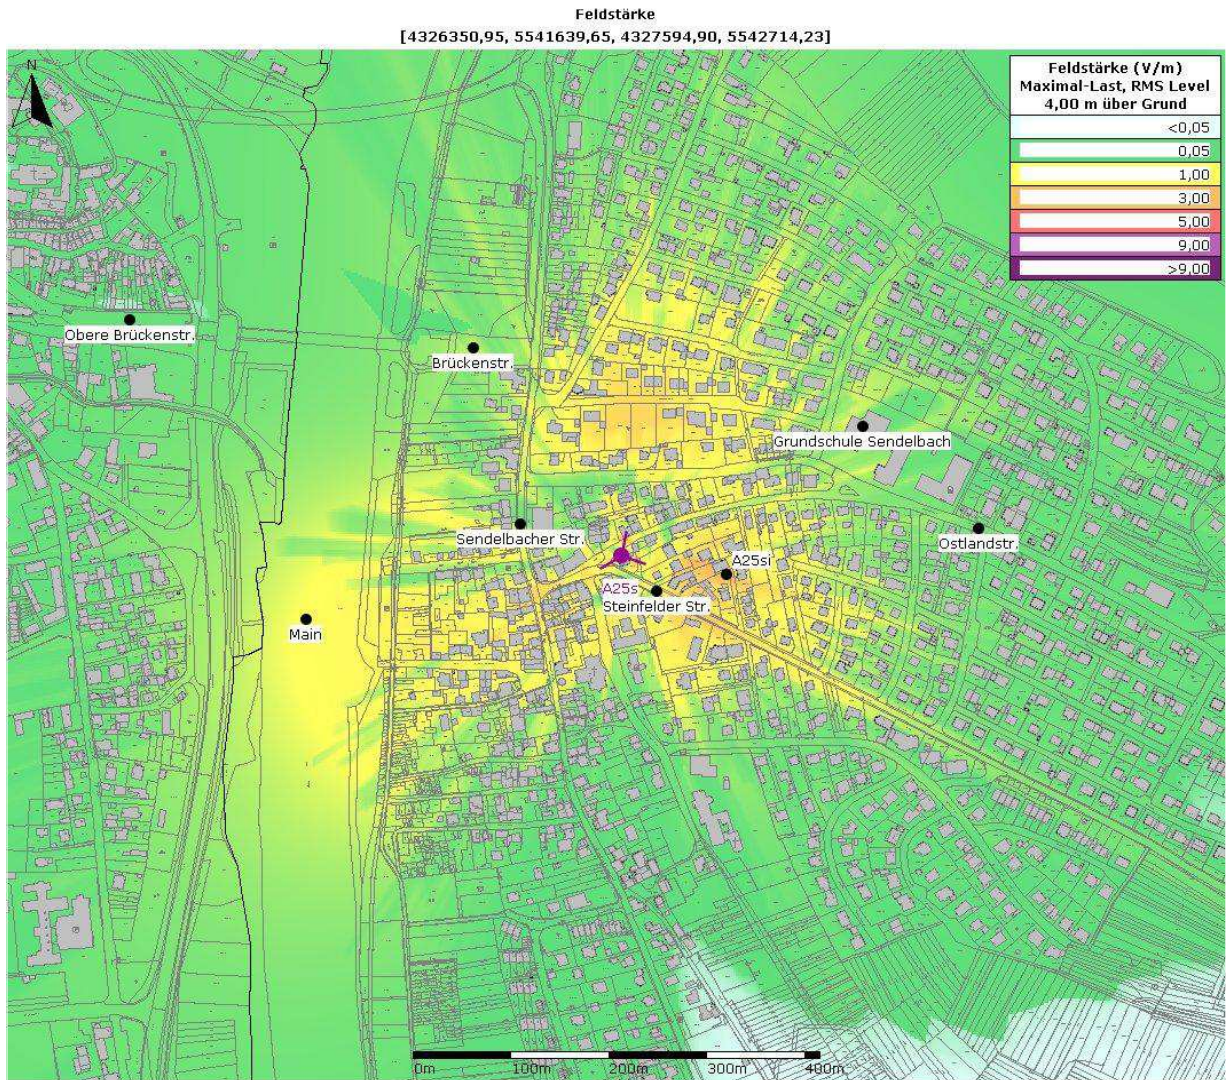 Feldstärke
[4326350,95, 5541639,65, 4327594,90, 5542714,23]
N
Feldstärke (V/m)
Maximal-Last, RMS Level
4,00 m über Grund
<0,05
0,05
1,00
3,00
5,00
9,00
>9,00
Obere Brückenstr.
Brückenstr.
Grundschule Sendelbach
Sendelbacher Str.
Ostlandstr.
A25si
A25s
Steinfelder Str.
Main
0m
100m
200m
300m
400m